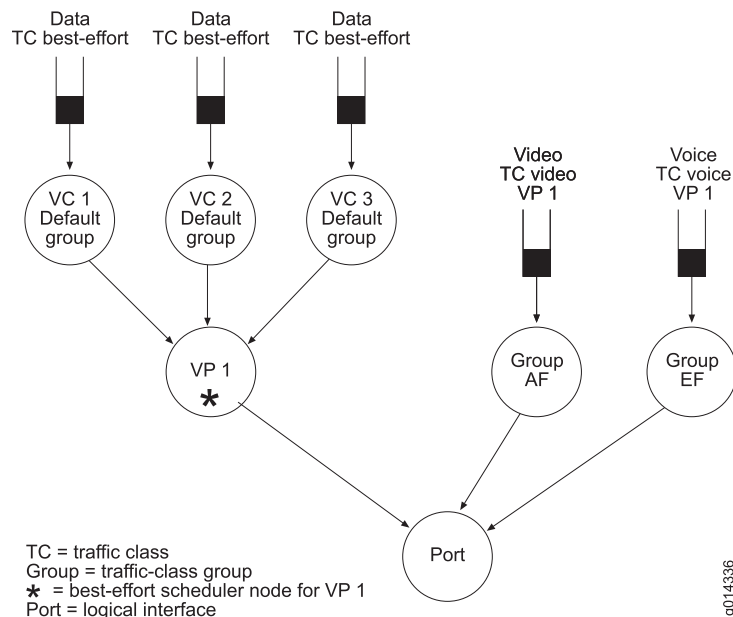 Data
TC best-effort
Data
TC best-effort
Data
TC best-effort
VC 1
Default
group
VC 2
Default
group
VC 3
Default
group
Video
TC video
VP 1
Voice
TC voice
VP 1
VP 1
*
Group
AF
Group
EF
Port
TC = traffic class
Group = traffic-class group
* = best-effort scheduler node for VP 1
Port = logical interface
g014336